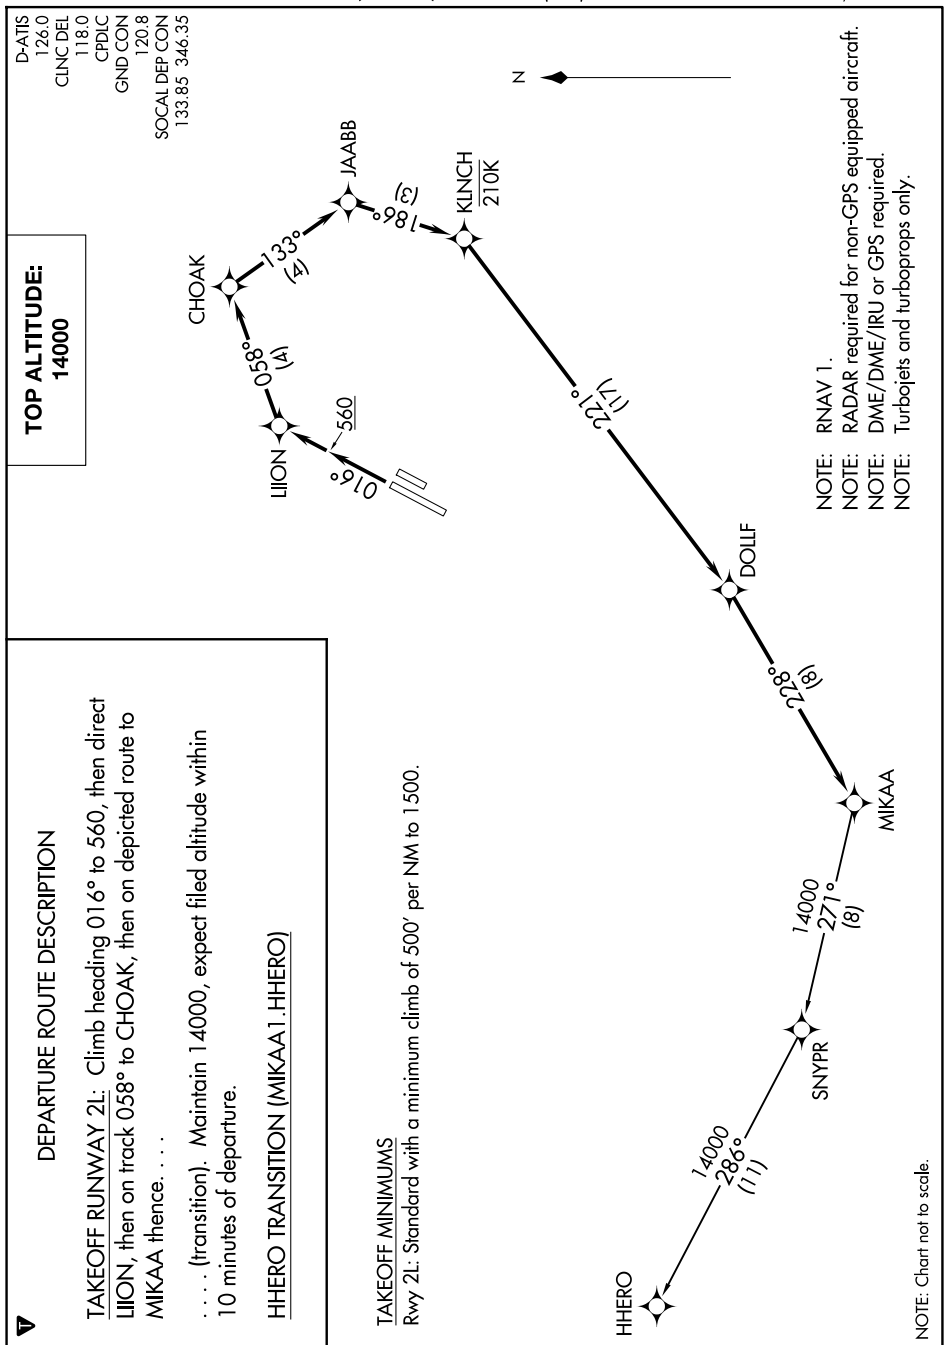 D-ATIS
126.0
CLNC DEL
118.0
CPDLC
GND CON
120.8
SOCAL DEP CON
133.85 346.35
TOP ALTITUDE:
14000
DEPARTURE ROUTE DESCRIPTION
TAKEOFF RUNWAY 2L: Climb heading 016° to 560, then direct
LIION, then on track 058° to CHOAK, then on depicted route to
MIKAA thence. . . .
. . . . (transition). Maintain 14000, expect filed altitude within
10 minutes of departure.
HHERO TRANSITION (MIKAA1.HHERO)
TAKEOFF MINIMUMS
Rwy 2L: Standard with a minimum climb of 500' per NM to 1500.
N
016°
560
LIION
058°
(4)
CHOAK
133°
(4)
JAABB
186°
(3)
KLNCH
210K
221°
(17)
DOLLF
228°
(8)
MIKAA
14000
271°
(8)
SNYPR
14000
286°
(11)
HHERO
NOTE: RNAV 1.
NOTE: RADAR required for non-GPS equipped aircraft.
NOTE: DME/DME/IRU or GPS required.
NOTE: Turbojets and turboprops only.
NOTE: Chart not to scale.